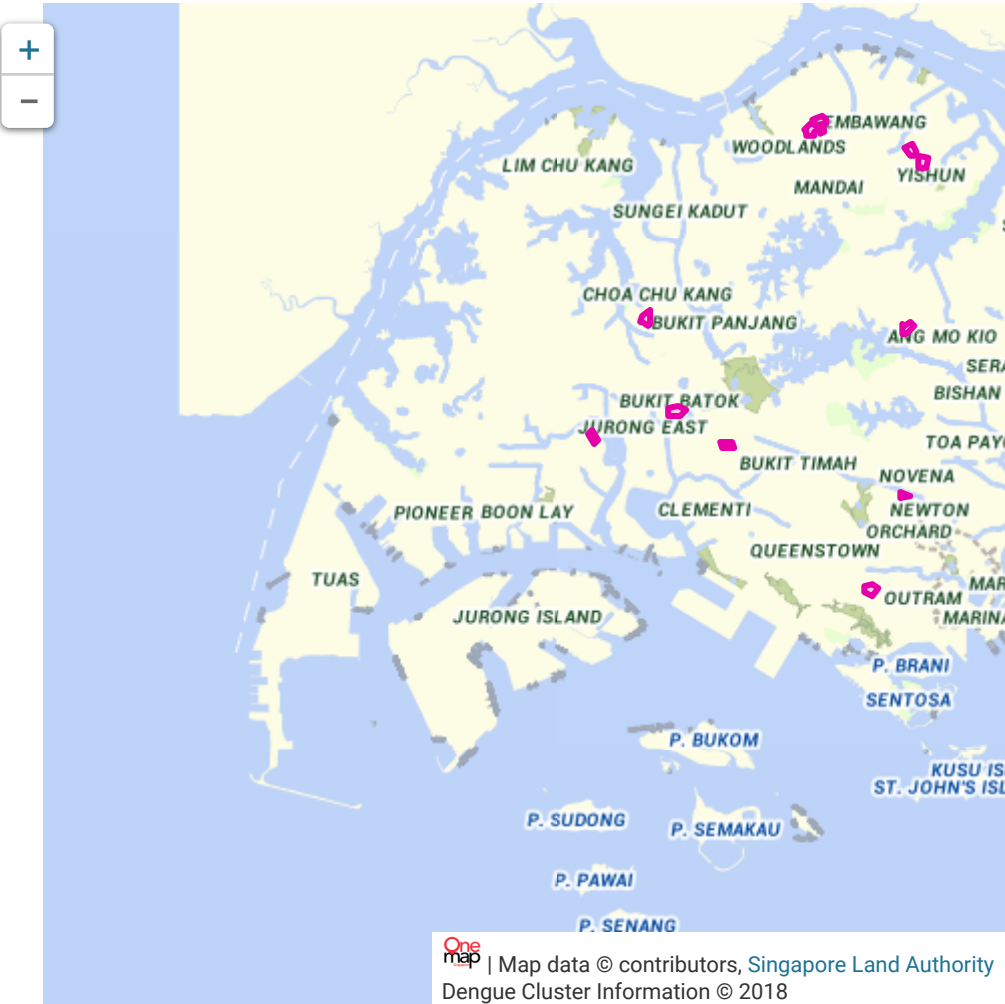 +
−
EMBAWANG
WOODLANDS
LIM CHU KANG
YISHUN
MANDAI
SUNGEI KADUT
CHOA CHU KANG
BUKIT PANJANG
ANG MO KIO
SERA
BISHAN
BUKIT BATOK
JURONG EAST
TOA PAY
BUKIT TIMAH
NOVENA
PIONEER BOON LAY
CLEMENTI
NEWTON
ORCHARD
QUEENSTOWN
TUAS
MAR
OUTRAM
JURONG ISLAND
MARINA
P. BRANI
SENTOSA
P. BUKOM
KUSU IS
ST. JOHN'S ISL
P. SUDONG
P. SEMAKAU
P. PAWAI
P. SENANG
One map | Map data © contributors, Singapore Land Authority
Dengue Cluster Information © 2018